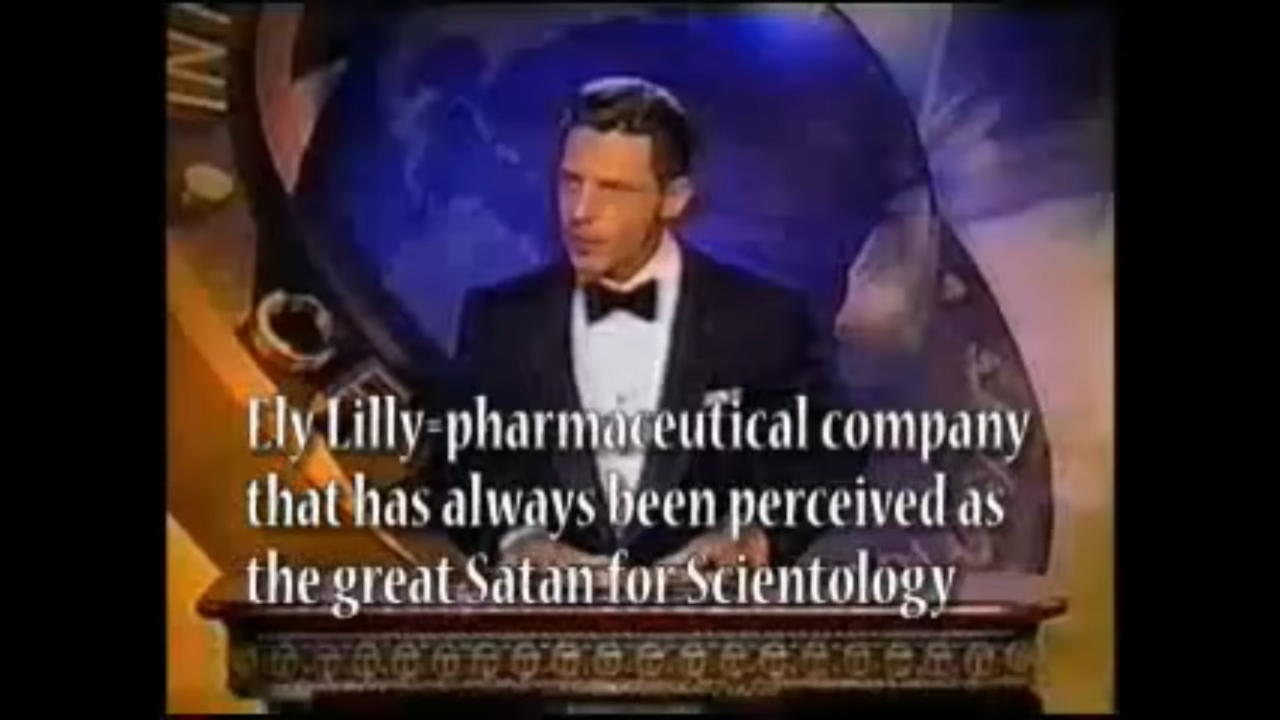 Ely Lilly=pharmaceutical company
that has always been perceived as
the great Satan for Scientology